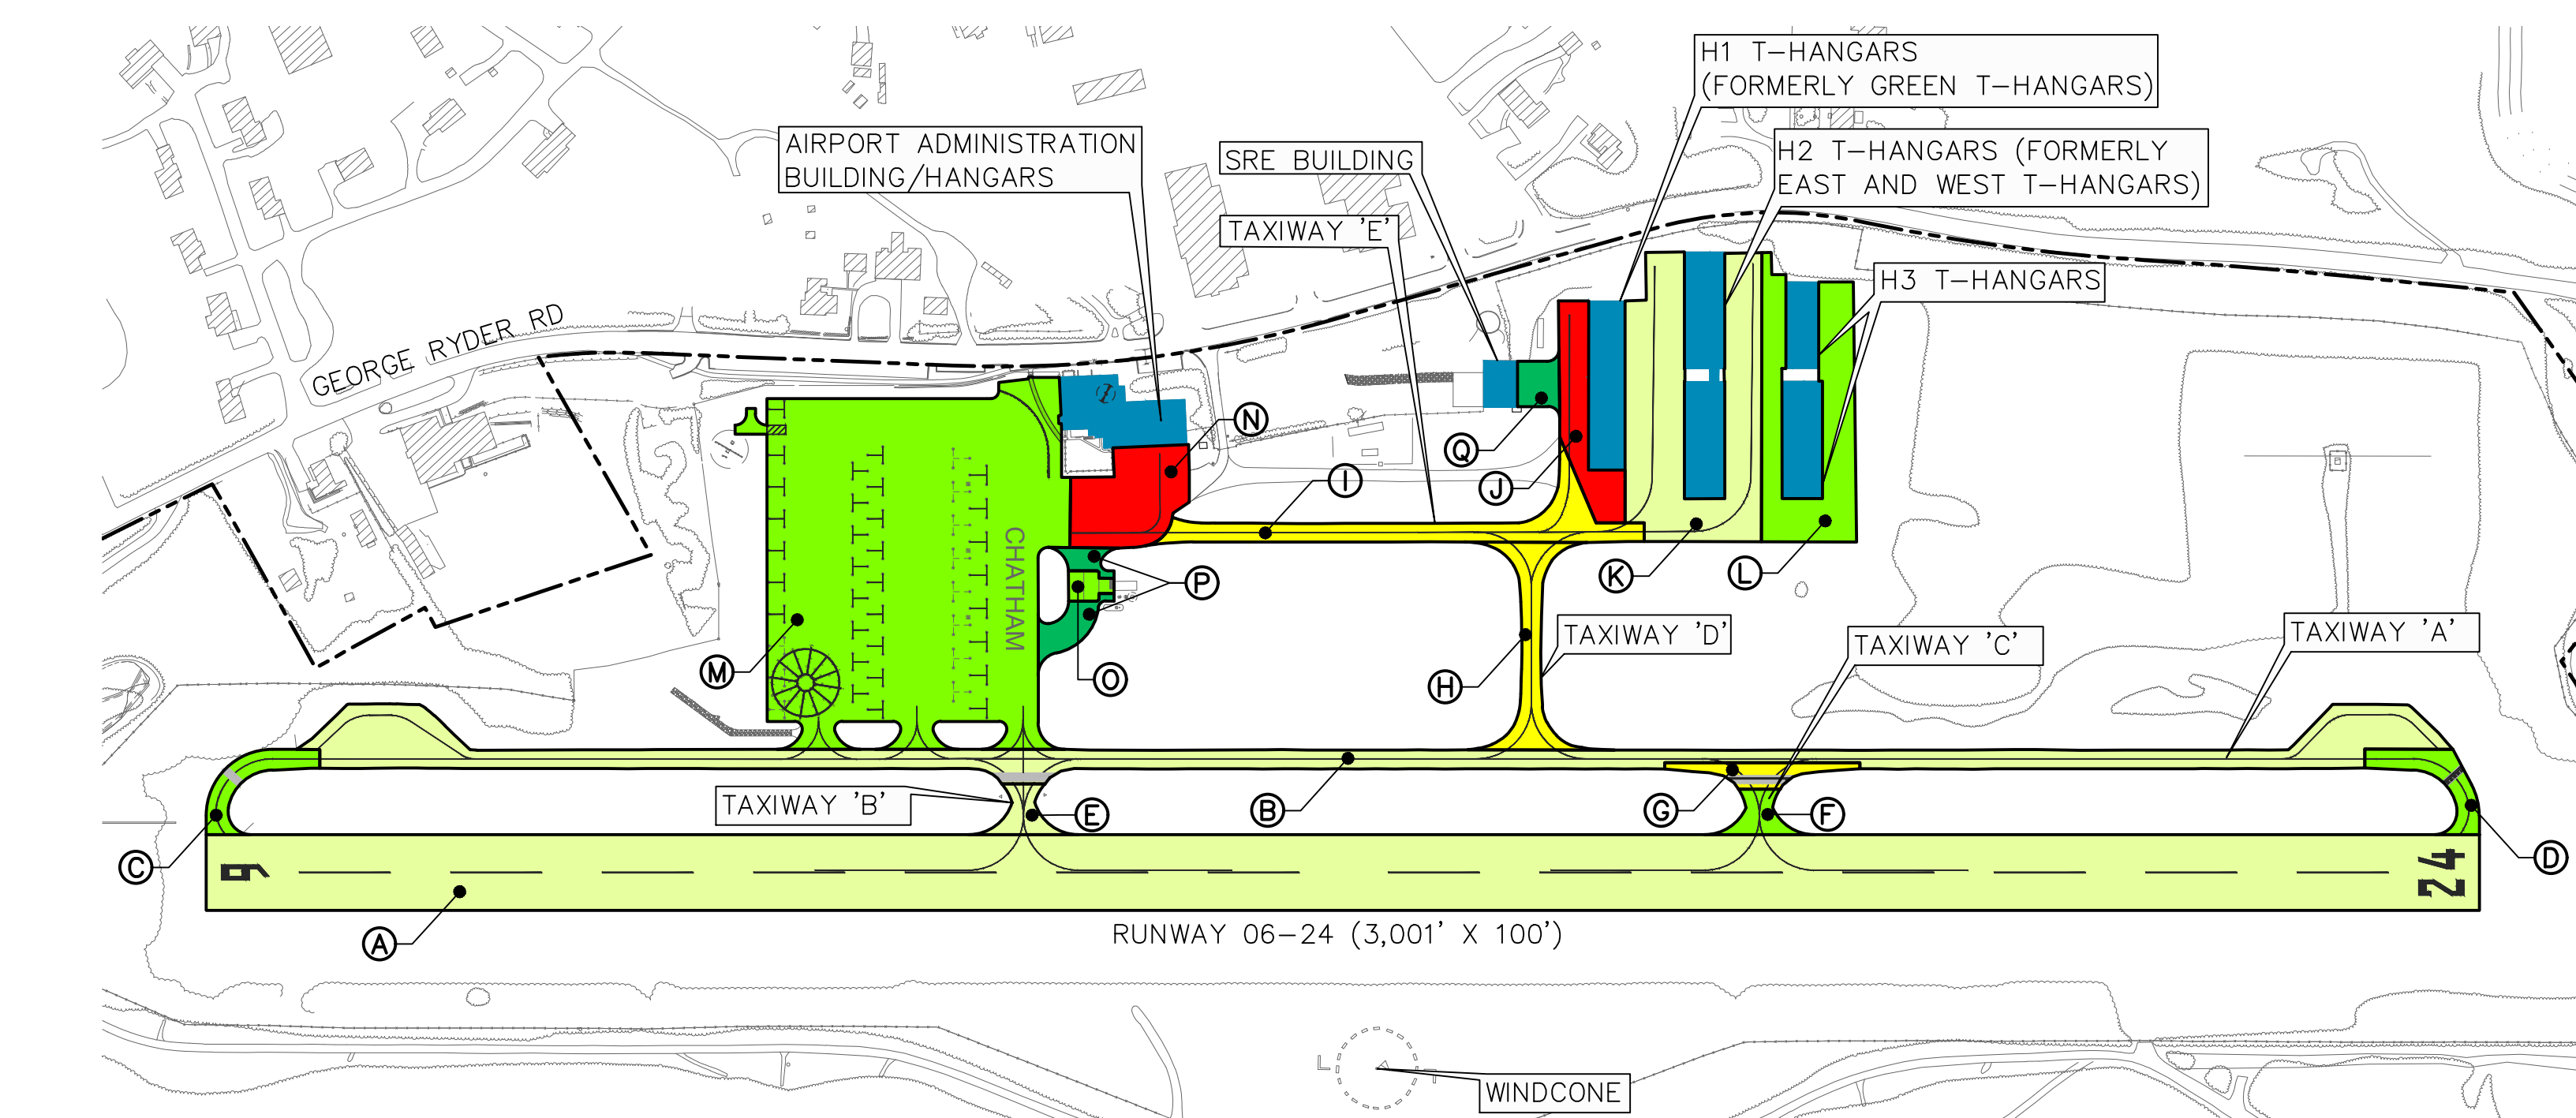 H1 T-HANGARS
(FORMERLY GREEN T-HANGARS)
AIRPORT ADMINISTRATION
BUILDING/HANGARS
SRE BUILDING
H2 T-HANGARS (FORMERLY
EAST AND WEST T-HANGARS)
TAXIWAY 'E'
H3 T-HANGARS
GEORGE RYDER RD
N
Q
I
J
CHATHAM
P
K
L
M
O
H
TAXIWAY 'D'
TAXIWAY 'C'
TAXIWAY 'A'
TAXIWAY 'B'
E
B
G
F
C
D
6
24
A
RUNWAY 06-24 (3,001' X 100')
WINDCONE